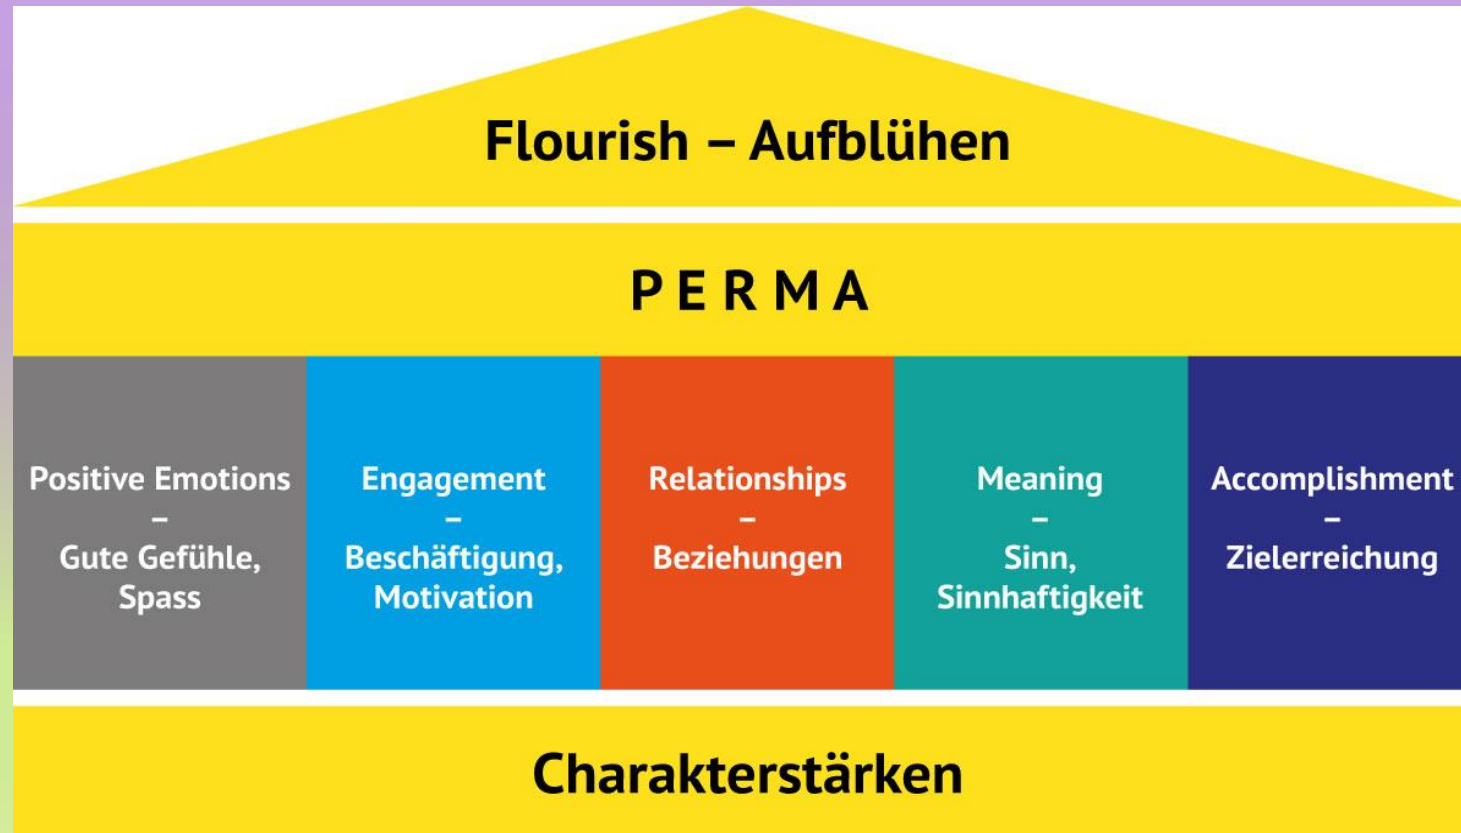 Flourish – Aufblühen
P E R M A
Positive Emotions
–
Gute Gefühle,
Spass
Engagement
–
Beschäftigung,
Motivation
Relationships
–
Beziehungen
Meaning
–
Sinn,
Sinnhaftigkeit
Accomplishment
–
Zielerreichung
Charakterstärken